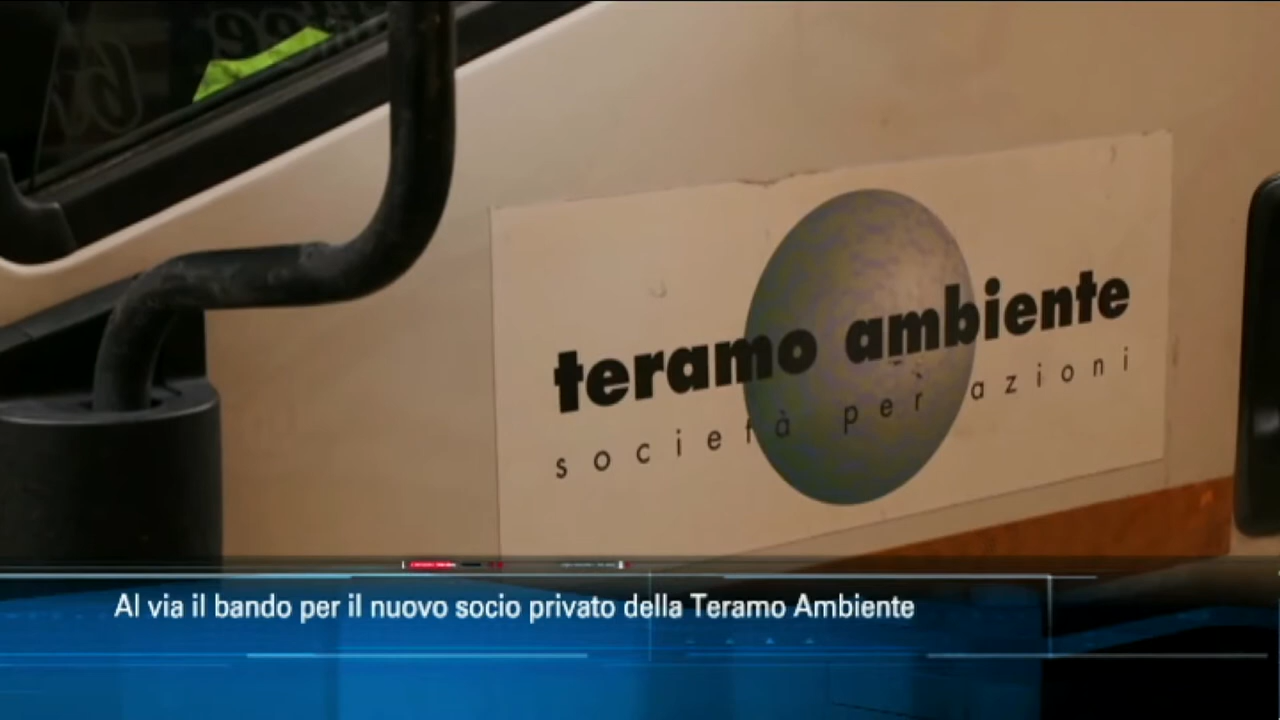 teramo ambiente
società per azioni
Al via il bando per il nuovo socio privato della Teramo Ambiente